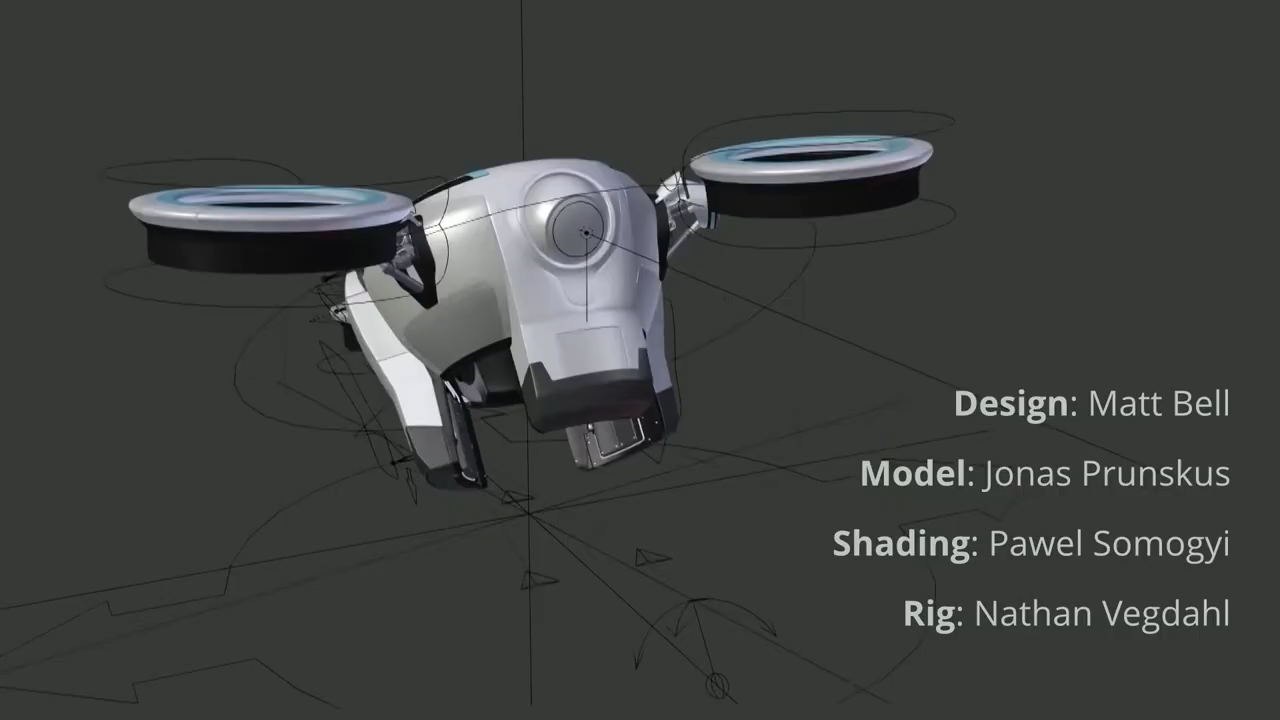 Design: Matt Bell
Model: Jonas Prunskus
Shading: Pawel Somogyi
Rig: Nathan Vegdahl